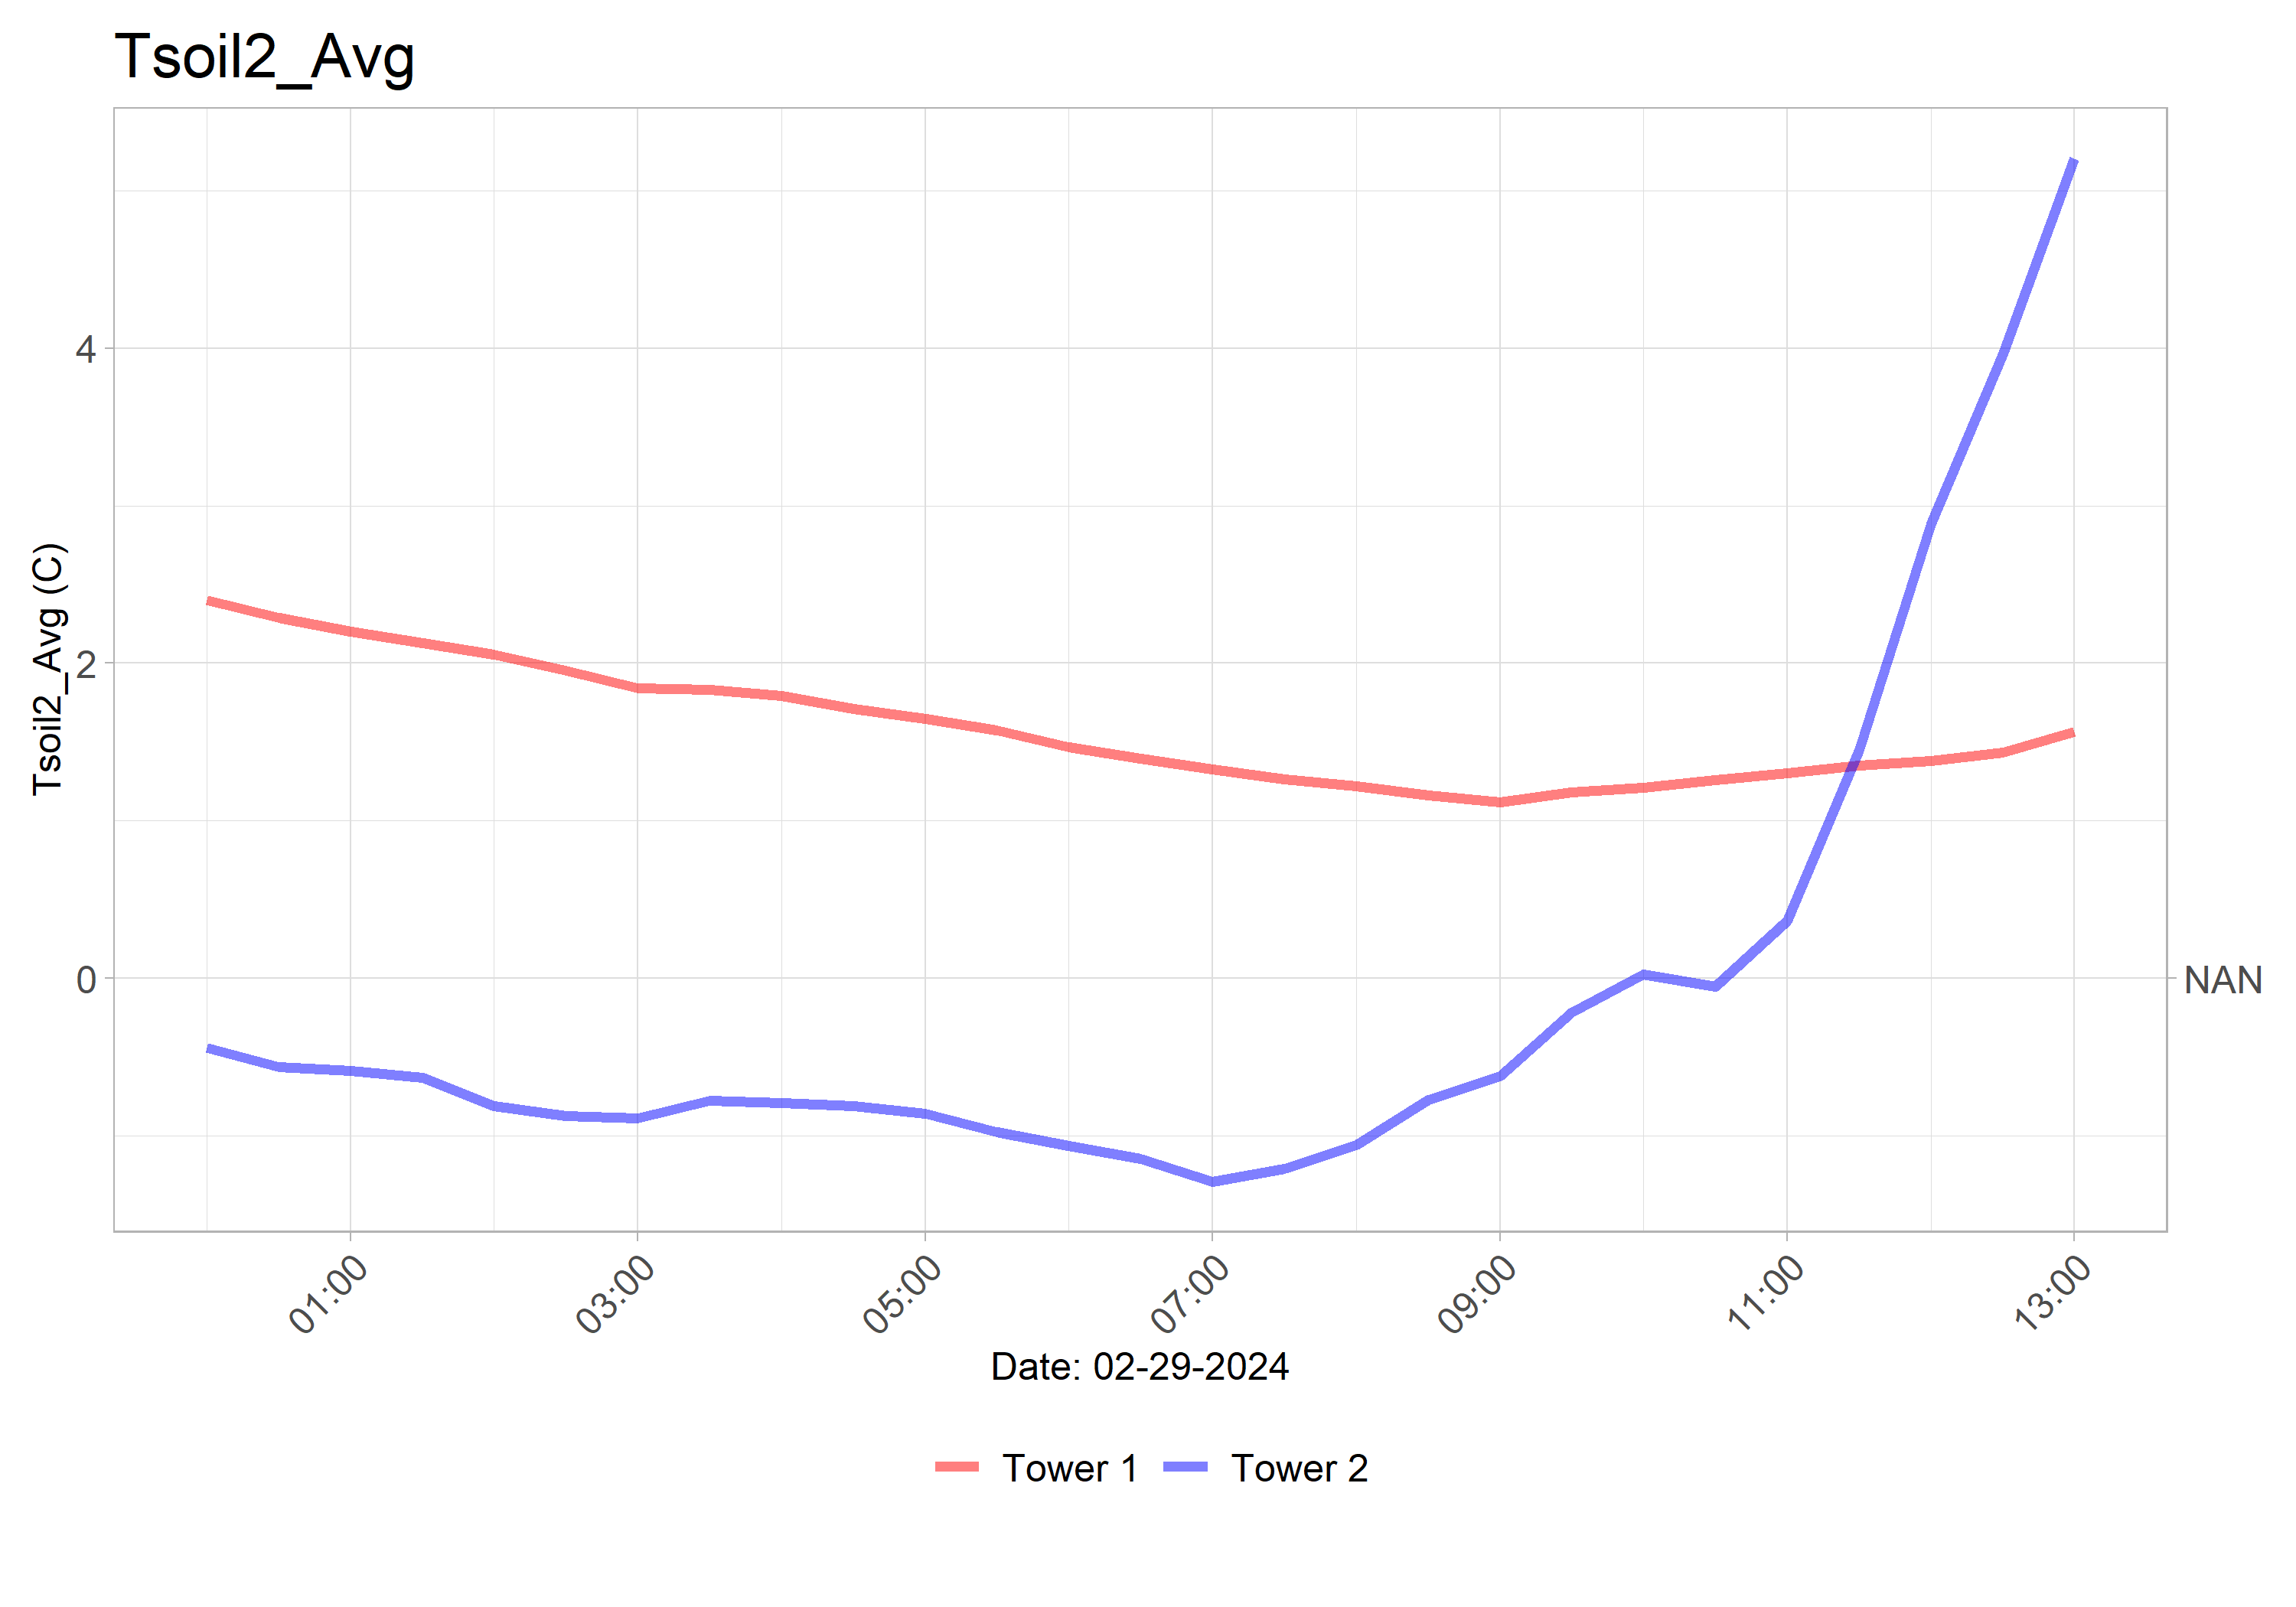 Tsoil2_Avg
Tsoil2_Avg (C)
4
2
0
NAN
01:00
03:00
05:00
07:00
09:00
11:00
13:00
Date: 02-29-2024
Tower 1
Tower 2